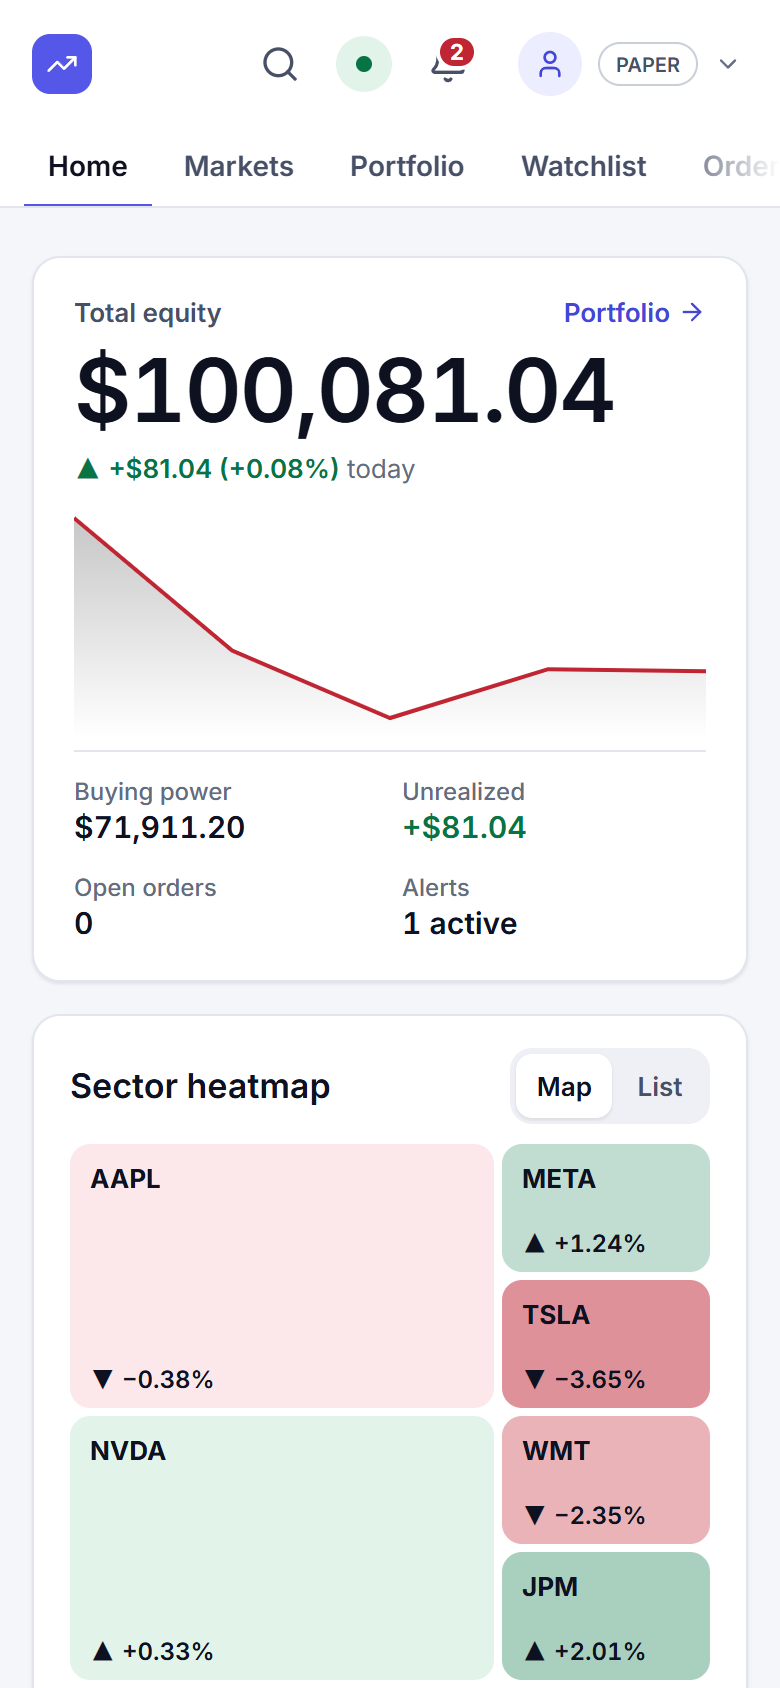 2
PAPER
Home Markets Portfolio Watchlist Order
Total equity Portfolio →
$100,081.04
▲ +$81.04 (+0.08%) today
Buying power Unrealized
$71,911.20 +$81.04
Open orders Alerts
0 1 active
Sector heatmap Map List
AAPL
▼ −0.38%
META
▲ +1.24%
TSLA
▼ −3.65%
NVDA
▲ +0.33%
WMT
▼ −2.35%
JPM
▲ +2.01%